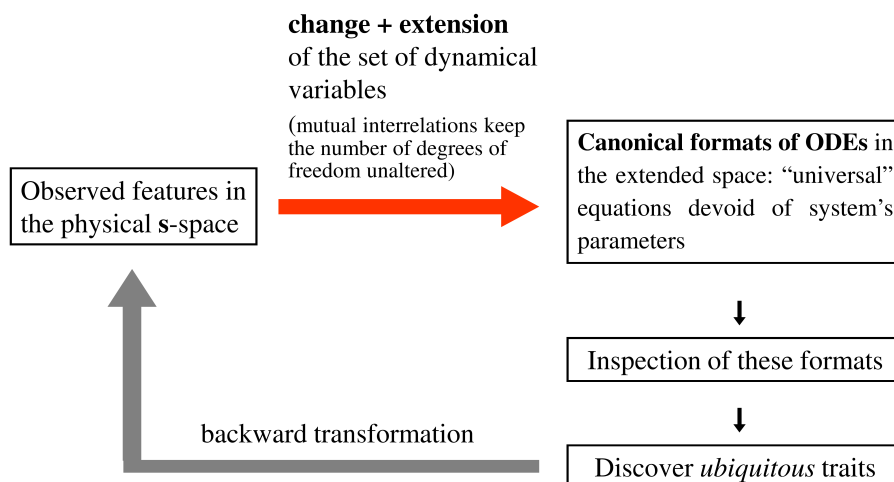 change + extension
of the set of dynamical
variables
(mutual interrelations keep
the number of degrees of
freedom unaltered)
Observed features in
the physical s-space
Canonical formats of ODEs in
the extended space: “universal”
equations devoid of system’s
parameters
Inspection of these formats
backward transformation
Discover ubiquitous traits